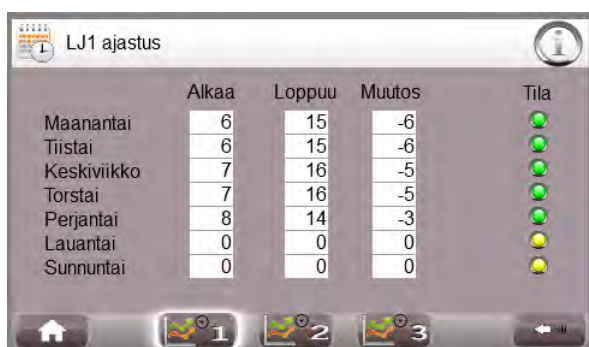 LJ1 ajastus
Alkaa Loppuu Muutos Tila
Maanantai 6 15 -6
Tiistai 6 15 -6
Keskiviikko 7 16 -5
Torstai 7 16 -5
Perjantai 8 14 -3
Lauantai 0 0 0
Sunnuntai 0 0 0
1 2 3